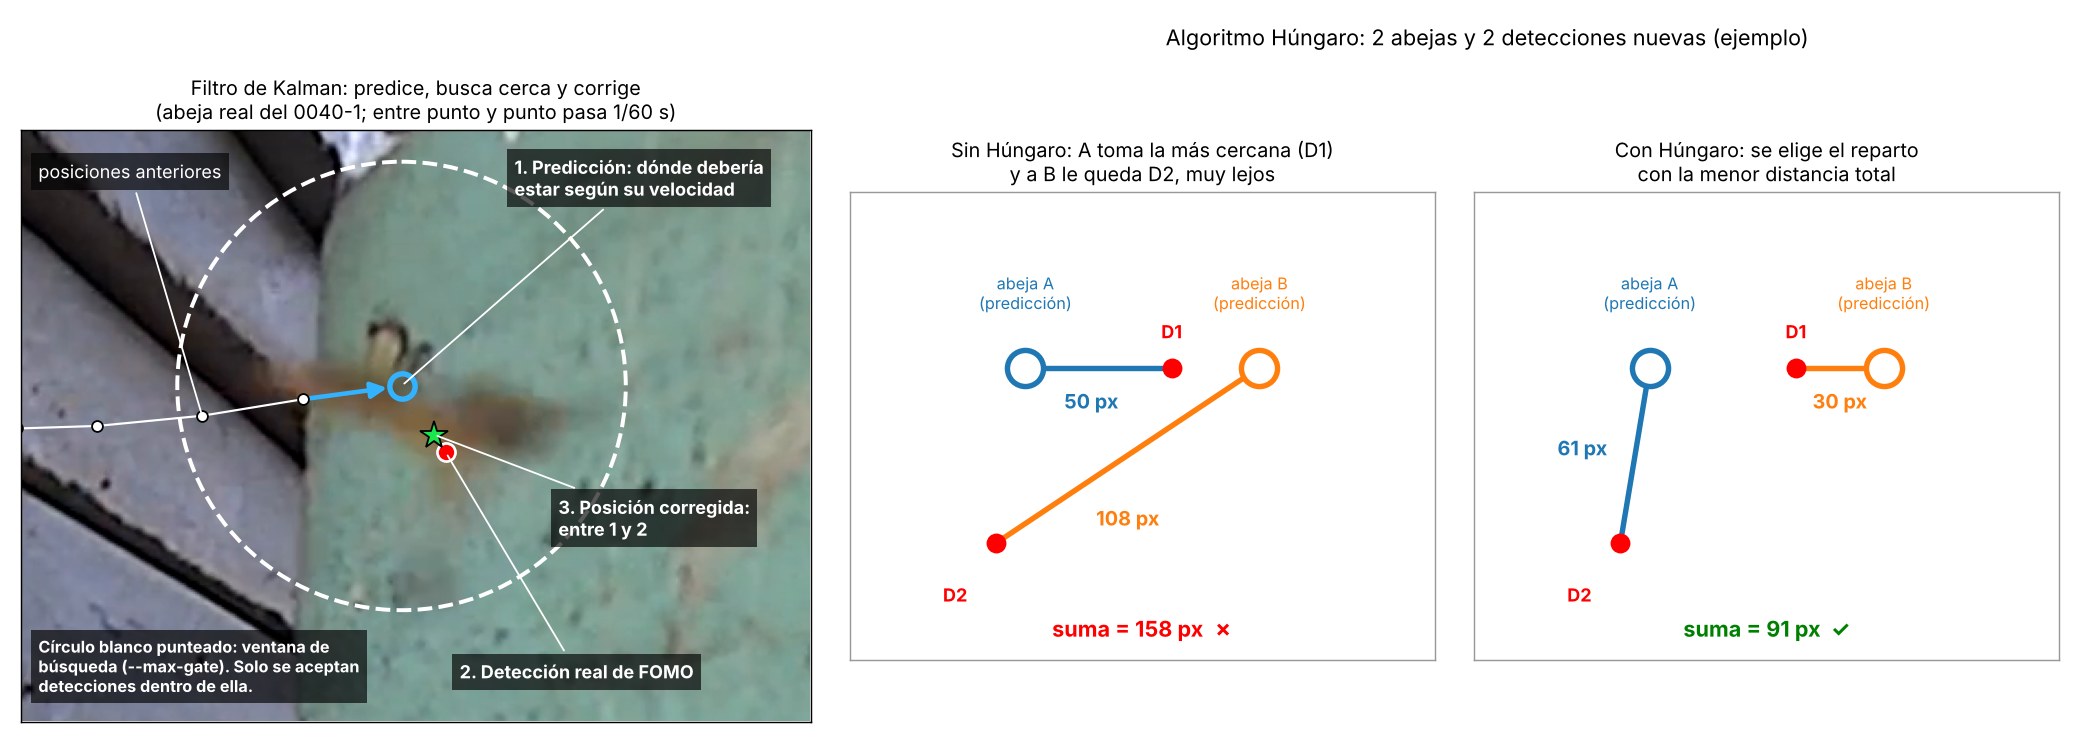 Algoritmo Húngaro: 2 abejas y 2 detecciones nuevas (ejemplo)
Filtro de Kalman: predice, busca cerca y corrige
(abeja real del 0040-1; entre punto y punto pasa 1/60 s)
posiciones anteriores
1. Predicción: dónde debería
estar según su velocidad
3. Posición corregida:
entre 1 y 2
Círculo blanco punteado: ventana de
búsqueda (--max-gate). Solo se aceptan
detecciones dentro de ella.
2. Detección real de FOMO
Sin Húngaro: A toma la más cercana (D1)
y a B le queda D2, muy lejos
abeja A
(predicción)
abeja B
(predicción)
D1
50 px
108 px
D2
suma = 158 px ×
Con Húngaro: se elige el reparto
con la menor distancia total
abeja A
(predicción)
abeja B
(predicción)
D1
30 px
61 px
D2
suma = 91 px ✓